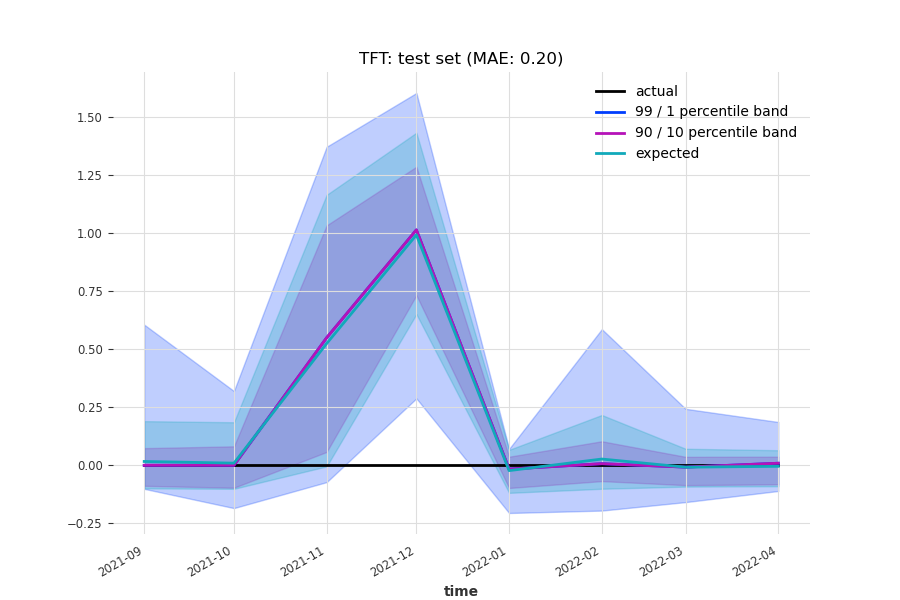 TFT: test set (MAE: 0.20)
actual
99 / 1 percentile band
90 / 10 percentile band
expected
1.50
1.25
1.00
0.75
0.50
0.25
0.00
−0.25
2021-09
2021-10
2021-11
2021-12
2022-01
2022-02
2022-03
2022-04
time